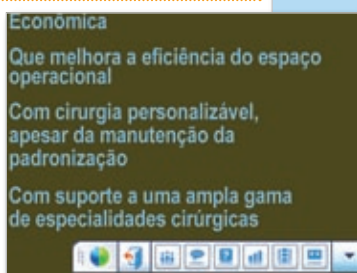 Econômica
Que melhora a eficiência do espaço
operacional
Com cirurgia personalizável,
apesar da manutenção da
padronização
Com suporte a uma ampla gama
de especialidades cirúrgicas